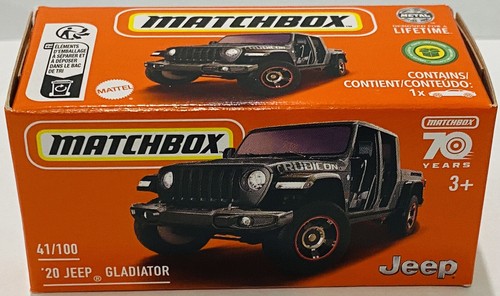 MATCHBOX
METAL
LIFETIME
ÉLÉMENTS
D'EMBALLAGE
À SÉPARER ET
À DÉPOSER
DANS LE BAC
DE TRI
MATTEL
CONTAINS/
CONTIENT/CONTEÚDO:
1x
MATCHBOX
RUBICON
MATCHBOX
70
YEARS
3+
41/100
'20 JEEP® GLADIATOR
Jeep®